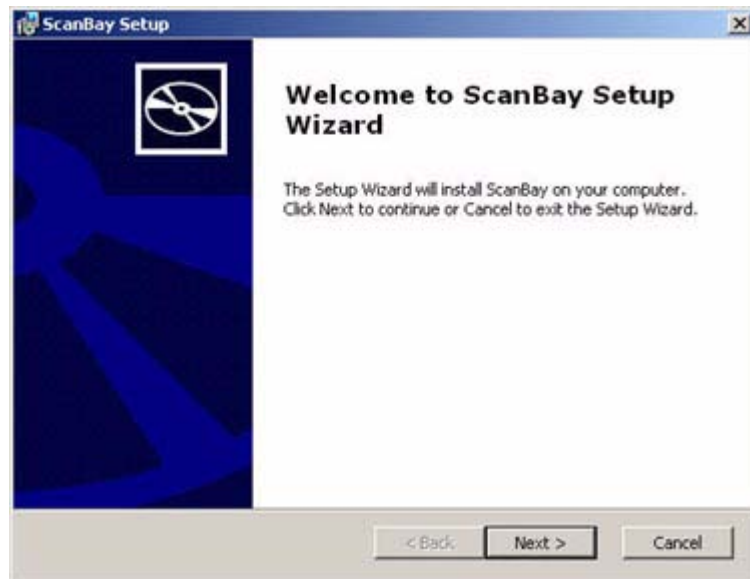 ScanBay Setup
Welcome to ScanBay Setup
Wizard
The Setup Wizard will install ScanBay on your computer.
Click Next to continue or Cancel to exit the Setup Wizard.
< Back Next > Cancel